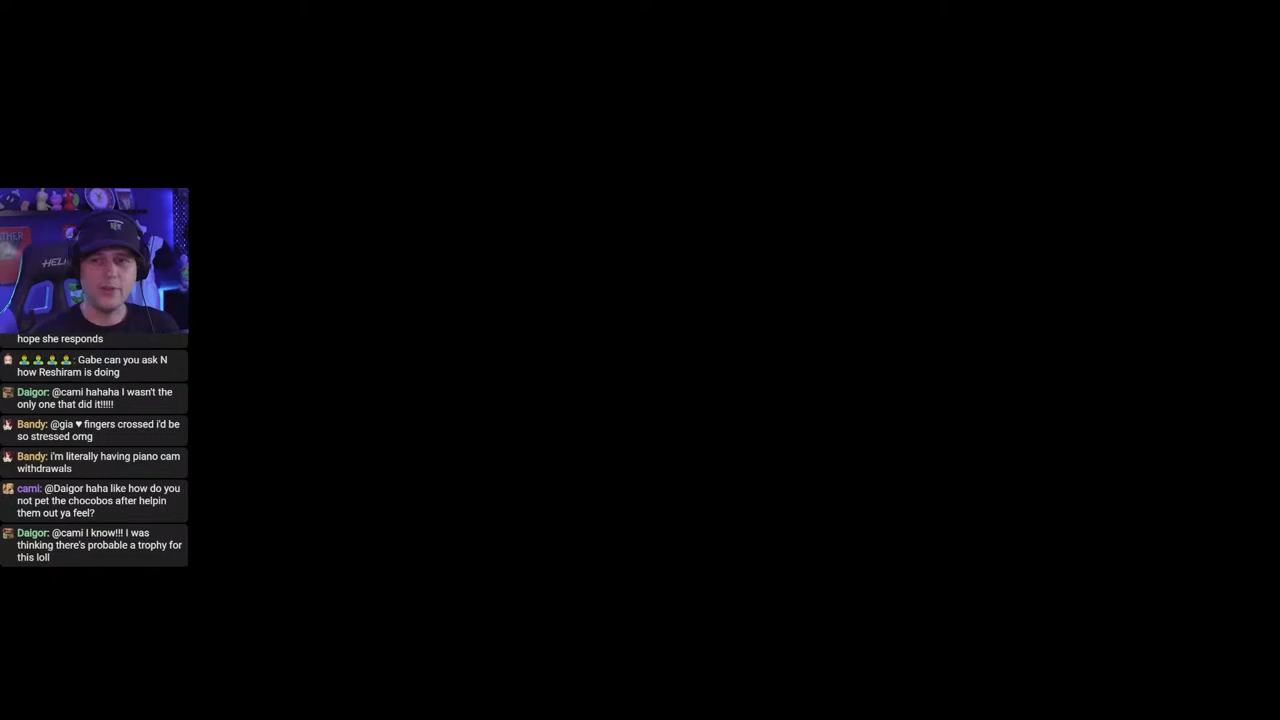 THER
HELI
hope she responds
: Gabe can you ask N
how Reshiram is doing
Daigor: @cami hahaha I wasn't the
only one that did it!!!!!
Bandy: @gia ♥ fingers crossed i'd be
so stressed omg
Bandy: i'm literally having piano cam
withdrawals
cami: @Daigor haha like how do you
not pet the chocobos after helpin
them out ya feel?
Daigor: @cami I know!!! I was
thinking there's probable a trophy for
this loll